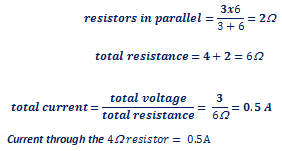 resistors in parallel = 3x6 / 3 + 6 = 2Ω
total resistance = 4 + 2 = 6Ω
total current = total voltage / total resistance = 3 / 6Ω = 0.5 A
Current through the 4Ω resistor = 0.5A